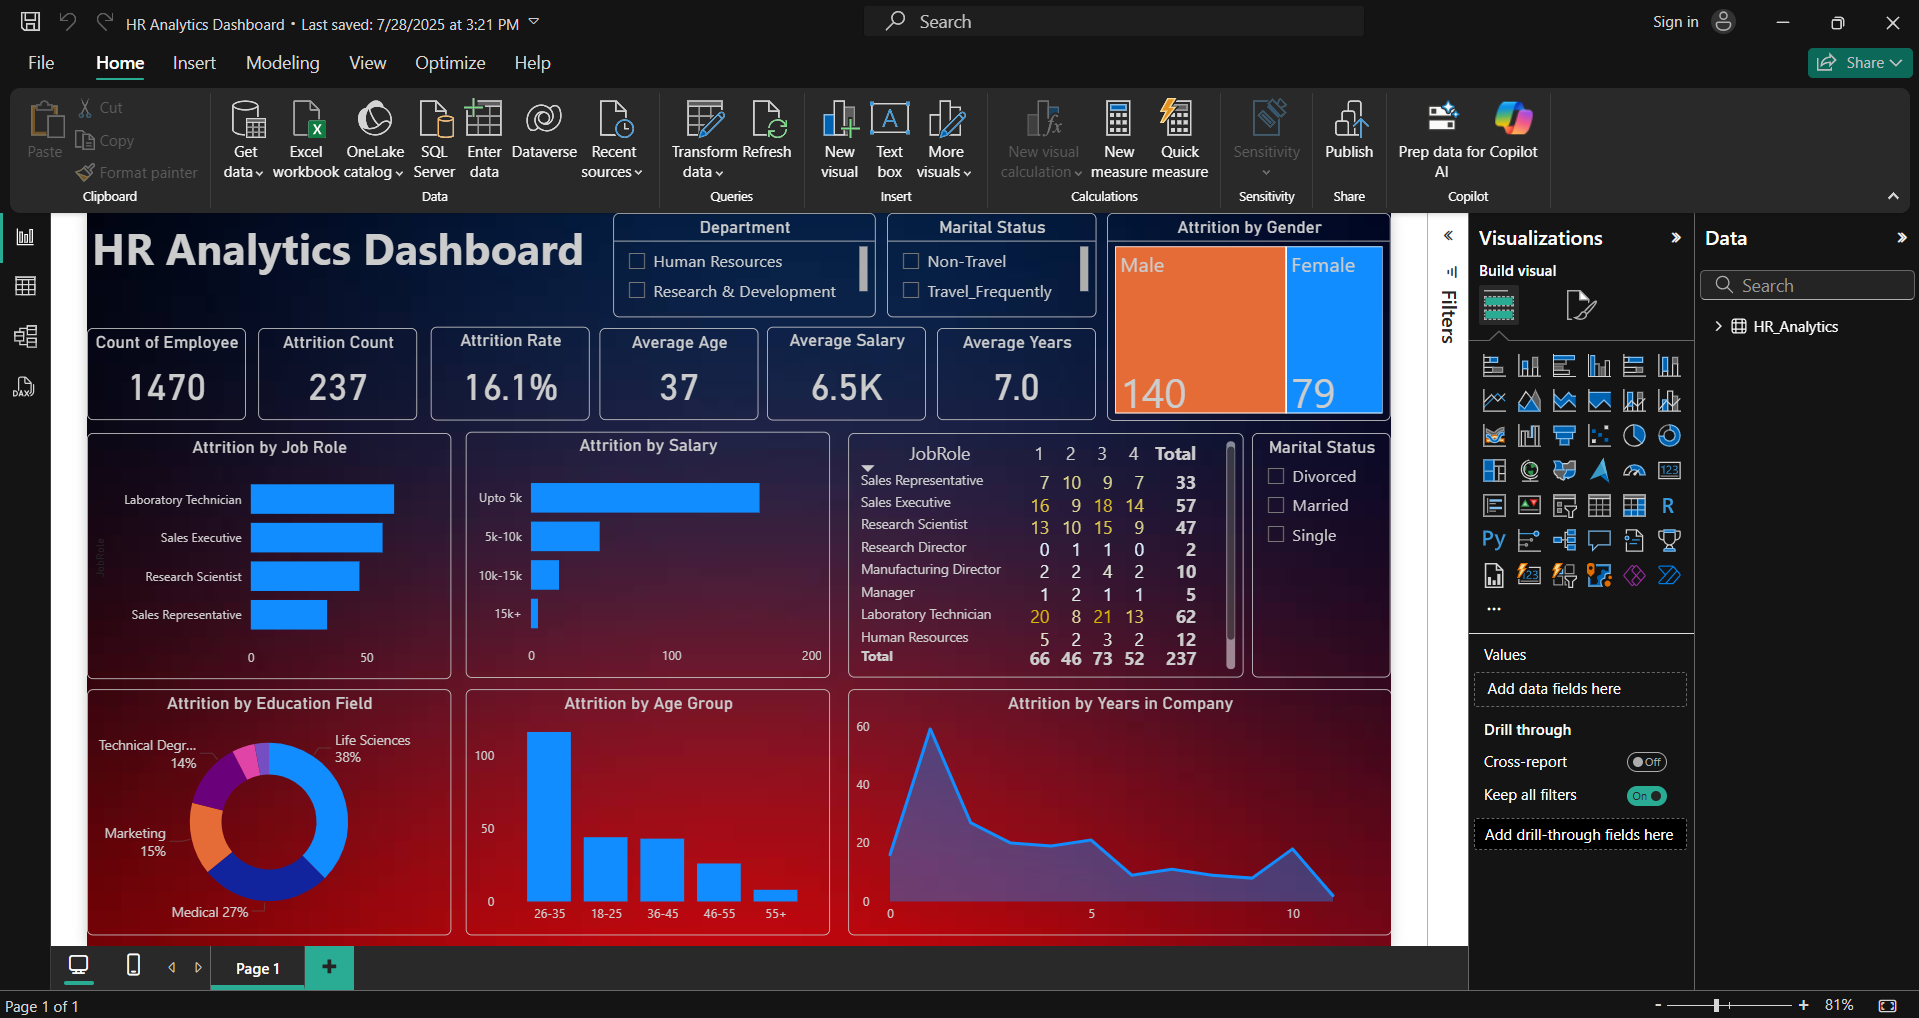 HR Analytics Dashboard • Last saved: 7/28/2025 at 3:21 PM
Search
Sign in
File
Home
Insert
Modeling
View
Optimize
Help
Share
Paste
Cut
Copy
Format painter
Clipboard
Get data
Excel workbook
OneLake catalog
SQL Server
Enter data
Dataverse
Recent sources
Data
Transform data
Refresh
Queries
New visual
Text box
More visuals
Insert
New visual calculation
New measure
Quick measure
Calculations
Sensitivity
Sensitivity
Publish
Share
Prep data for AI
Copilot
Copilot
HR Analytics Dashboard
Department
Human Resources
Research & Development
Marital Status
Non-Travel
Travel_Frequently
Attrition by Gender
Male
140
Female
79
Count of Employee
1470
Attrition Count
237
Attrition Rate
16.1%
Average Age
37
Average Salary
6.5K
Average Years
7.0
Attrition by Job Role
JobRole
Laboratory Technician
Sales Executive
Research Scientist
Sales Representative
0 50
Attrition by Salary
Upto 5k
5k-10k
10k-15k
15k+
0 100 200
JobRole 1 2 3 4 Total
Sales Representative 7 10 9 7 33
Sales Executive 16 9 18 14 57
Research Scientist 13 10 15 9 47
Research Director 0 1 1 0 2
Manufacturing Director 2 2 4 2 10
Manager 1 2 1 1 5
Laboratory Technician 20 8 21 13 62
Human Resources 5 2 3 2 12
Total 66 46 73 52 237
Marital Status
Divorced
Married
Single
Attrition by Education Field
Technical Degr...
14%
Life Sciences
38%
Marketing
15%
Medical 27%
Attrition by Age Group
100
50
0
26-35 18-25 36-45 46-55 55+
Attrition by Years in Company
60
40
20
0
0 5 10
Filters
Visualizations
Build visual
123
R
Py
123
Values
Add data fields here
Drill through
Cross-report
Off
Keep all filters
On
Add drill-through fields here
Data
Search
HR_Analytics
DAX
Page 1
Page 1 of 1
- + 81%